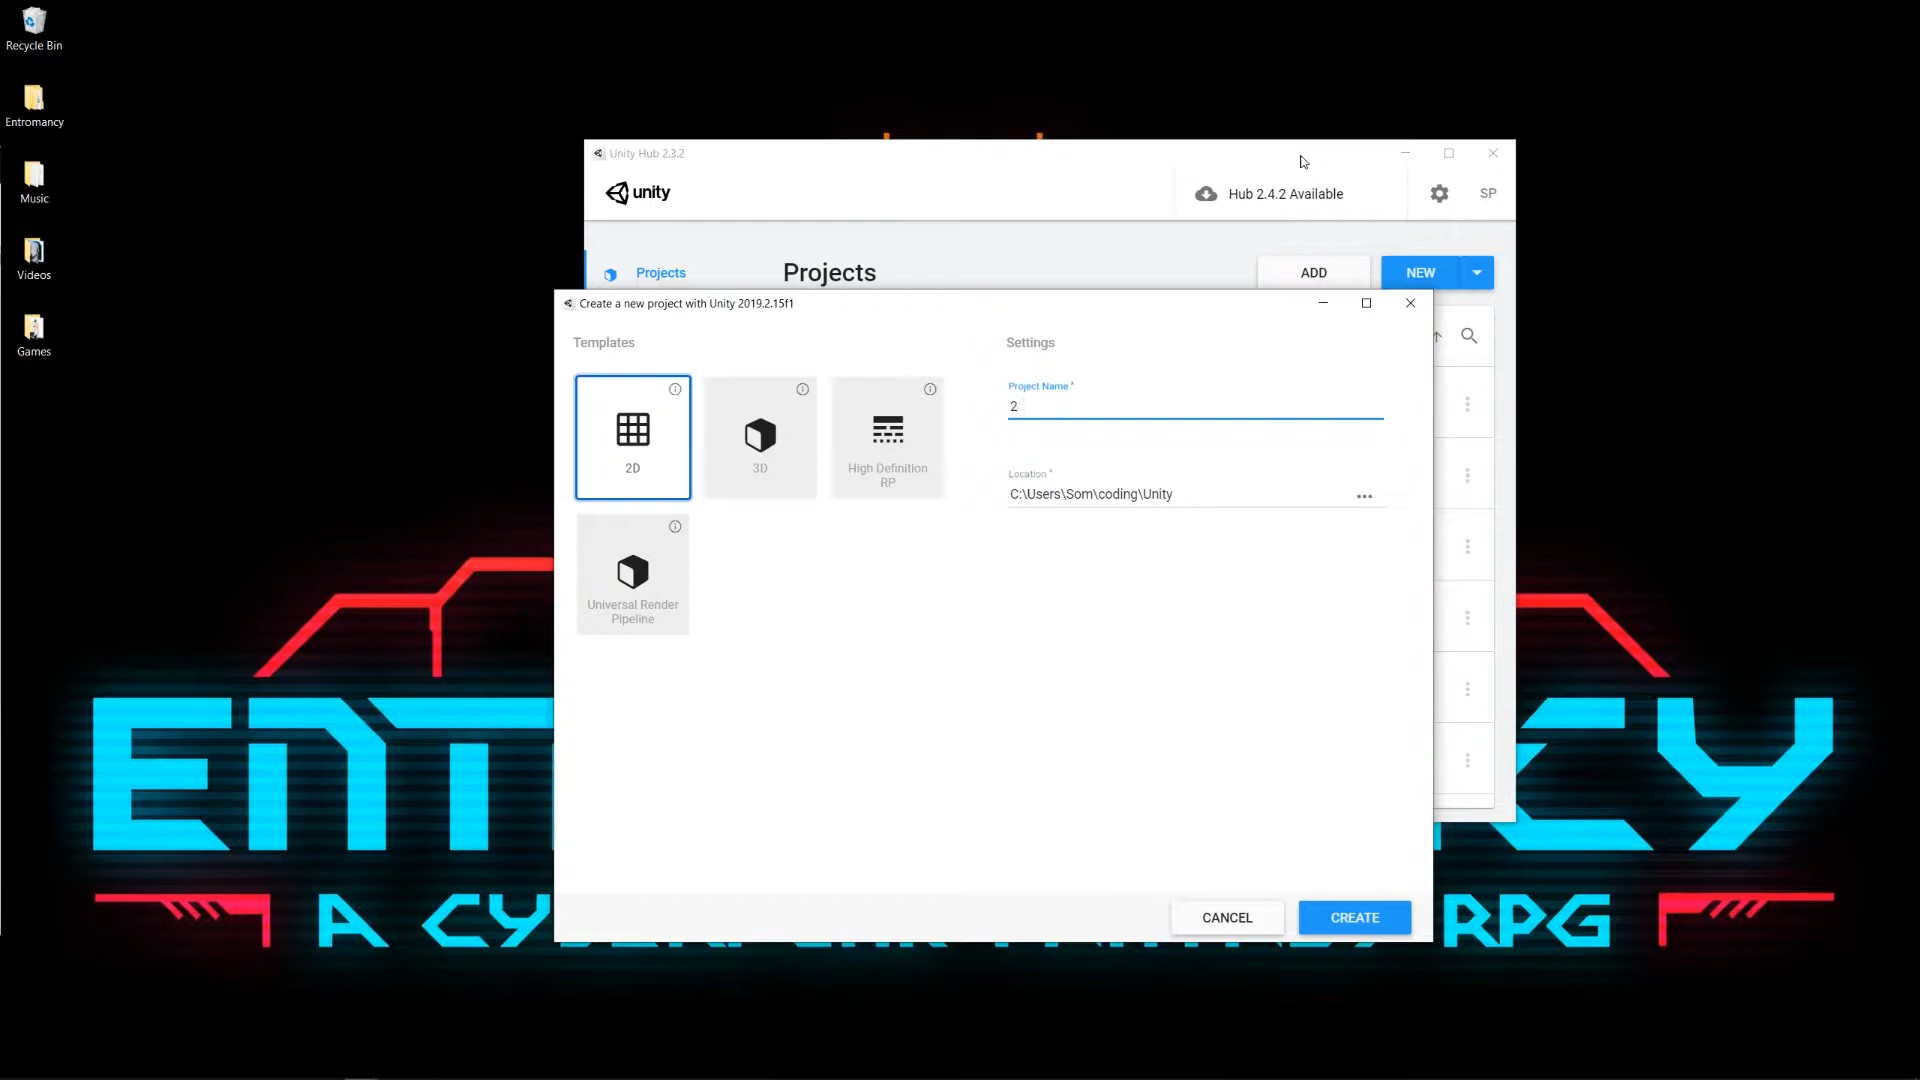 Recycle Bin
Entromancy
Music
Videos
Games
Unity Hub 2.3.2
unity
Hub 2.4.2 Available
SP
Projects
Projects
ADD
NEW
Create a new project with Unity 2019.2.15f1
Templates
Settings
2D
3D
High Definition
RP
Universal Render
Pipeline
Project Name *
2
Location *
C:\Users\Som\coding\Unity
CANCEL
CREATE
RPG